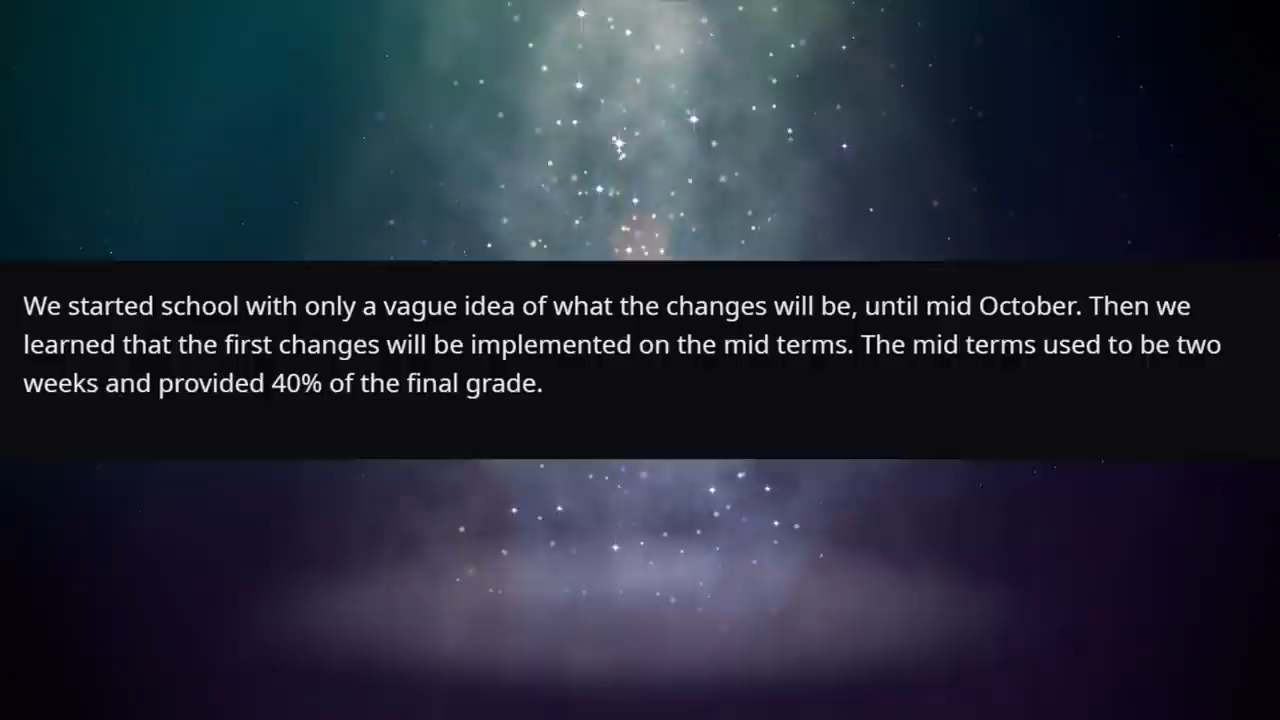 We started school with only a vague idea of what the changes will be, until mid October. Then we
learned that the first changes will be implemented on the mid terms. The mid terms used to be two
weeks and provided 40% of the final grade.